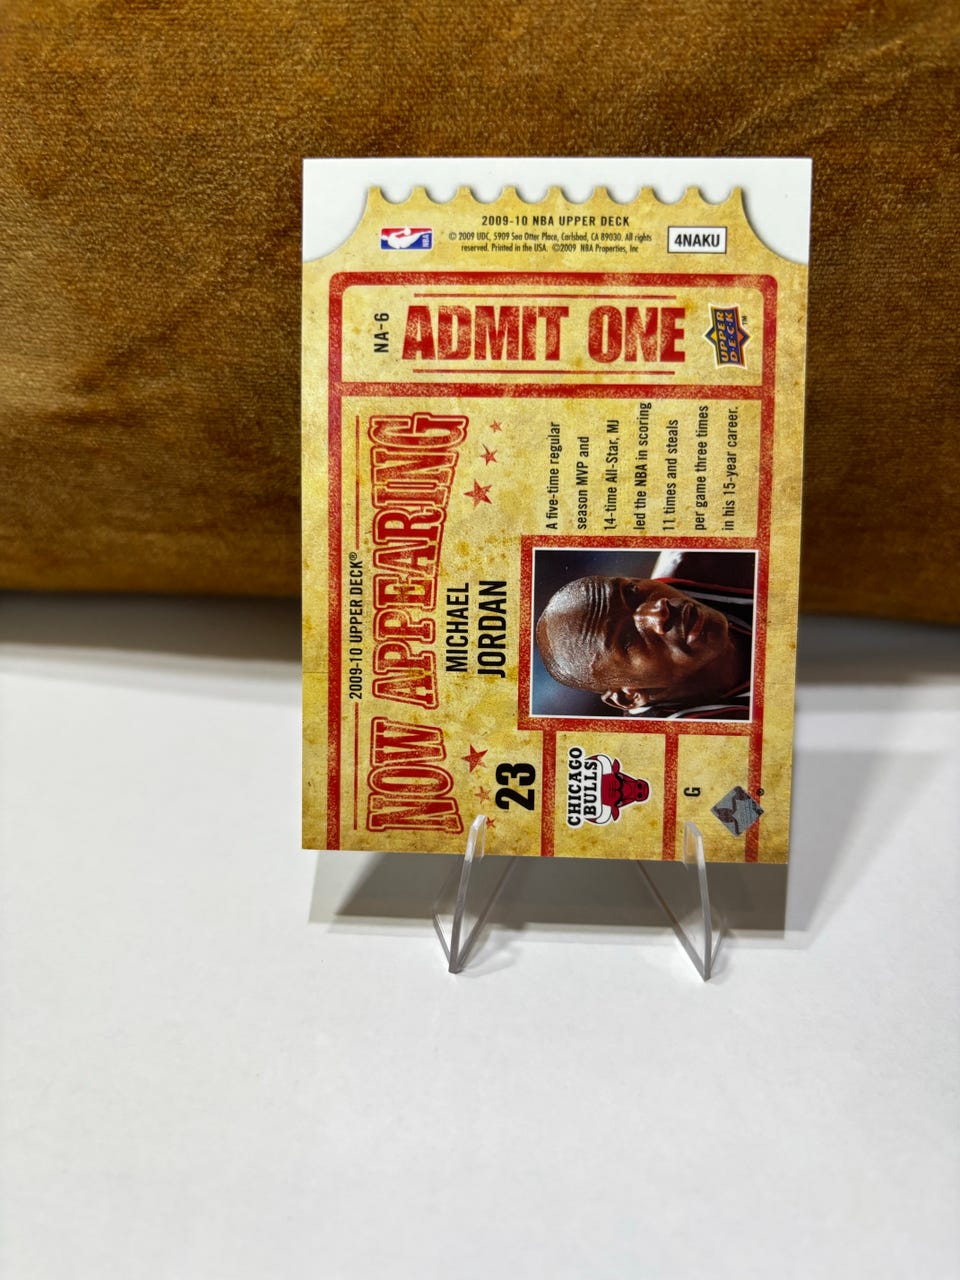 2009-10 NBA UPPER DECK
© 2009 UDC, 5909 Sea Otter Place, Carlsbad, CA 89030. All rights
reserved. Printed in the USA. ©2009 NBA Properties, Inc
4NAKU
NBA
NA-6
ADMIT ONE
UPPER
D·E·C·K
TM
2009-10 UPPER DECK®
NOW APPEARING
MICHAEL
JORDAN
23
A five-time regular
season MVP and
14-time All-Star, MJ
led the NBA in scoring
11 times and steals
per game three times
in his 15-year career.
CHICAGO
BULLS
G
®